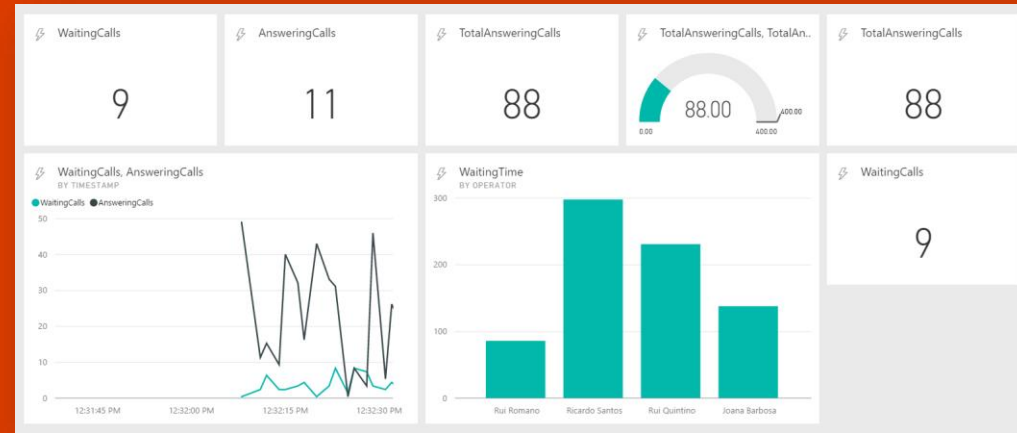 WaitingCalls
9
AnsweringCalls
11
TotalAnsweringCalls
88
TotalAnsweringCalls, TotalAn..
88.00
400.00
0.00
400.00
TotalAnsweringCalls
88
WaitingCalls, AnsweringCalls
BY TIMESTAMP
WaitingCalls AnsweringCalls
50
40
30
20
10
0
12:31:45 PM 12:32:00 PM 12:32:15 PM 12:32:30 PM
WaitingTime
BY OPERATOR
300
200
100
0
Rui Romano Ricardo Santos Rui Quintino Joana Barbosa
WaitingCalls
9